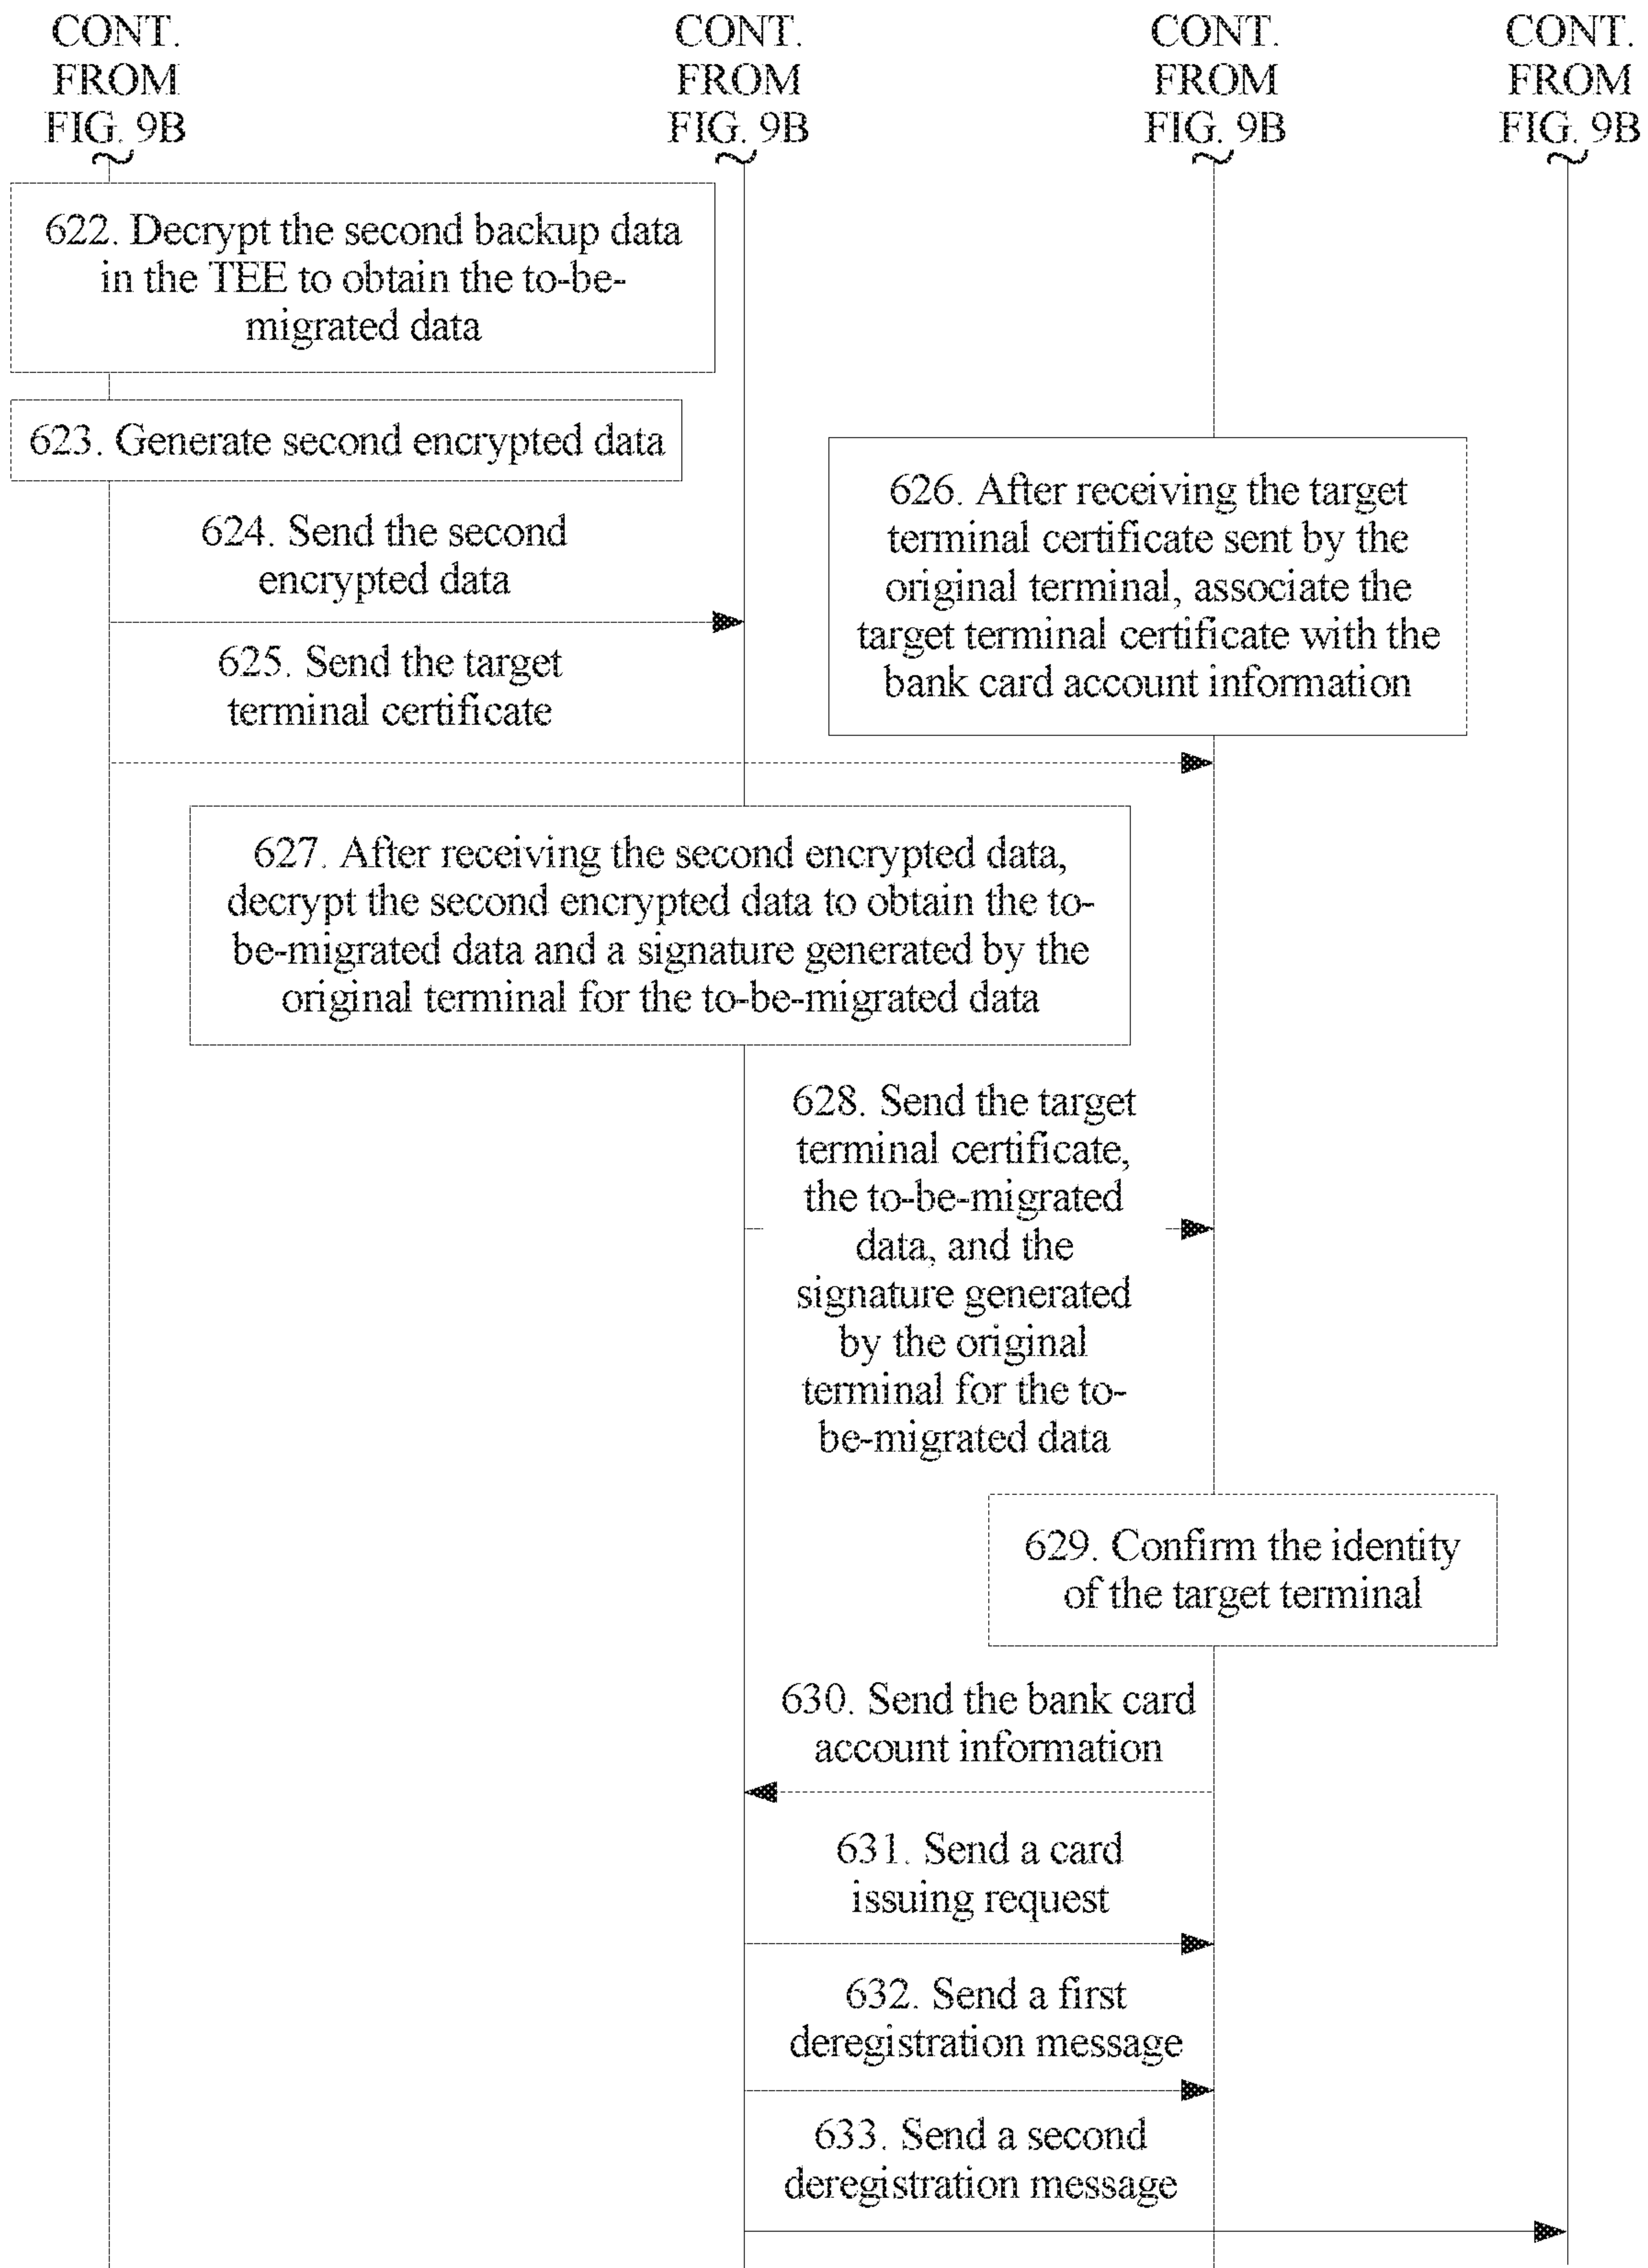 CONT.
FROM
FIG. 9B
CONT.
FROM
FIG. 9B
CONT.
FROM
FIG. 9B
CONT.
FROM
FIG. 9B
622. Decrypt the second backup data
in the TEE to obtain the to-be-
migrated data
623. Generate second encrypted data
624. Send the second
encrypted data
625. Send the target
terminal certificate
626. After receiving the target
terminal certificate sent by the
original terminal, associate the
target terminal certificate with the
bank card account information
627. After receiving the second encrypted data,
decrypt the second encrypted data to obtain the to-
be-migrated data and a signature generated by the
original terminal for the to-be-migrated data
628. Send the target
terminal certificate,
the to-be-migrated
data, and the
signature generated
by the original
terminal for the to-
be-migrated data
629. Confirm the identity
of the target terminal
630. Send the bank card
account information
631. Send a card
issuing request
632. Send a first
deregistration message
633. Send a second
deregistration message